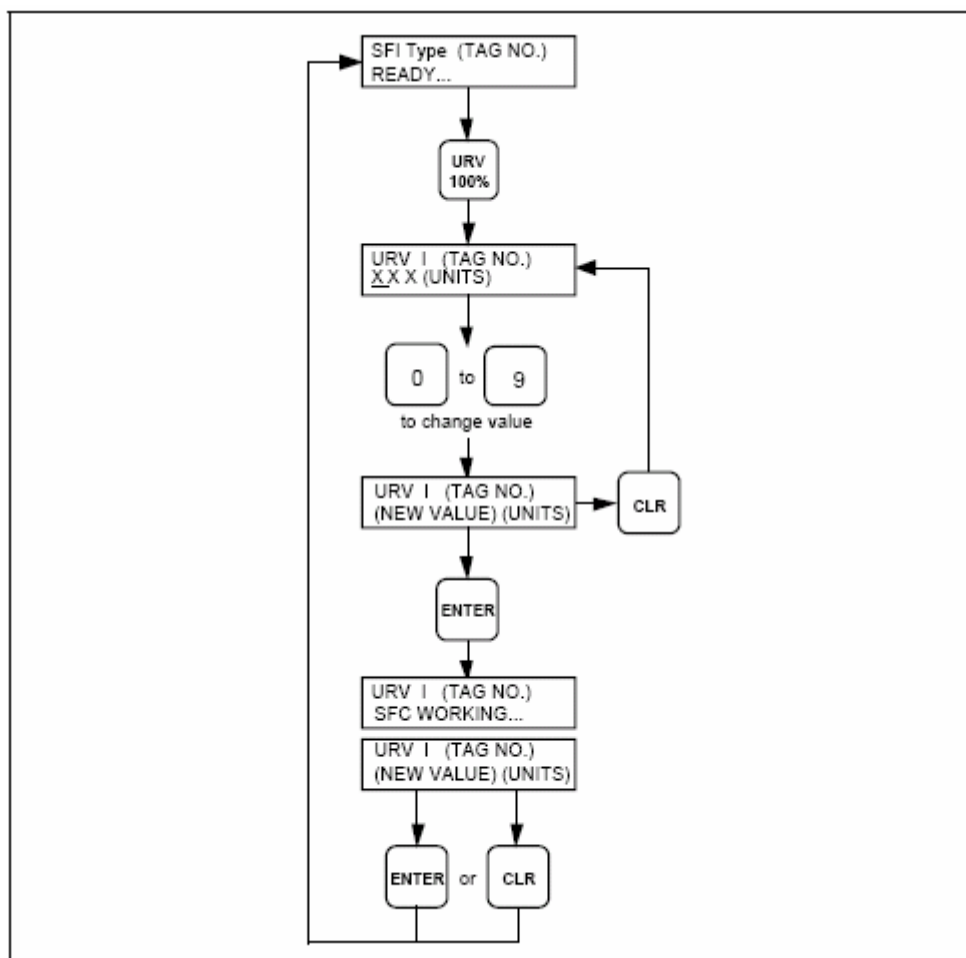 SFI Type (TAG NO.)
READY...
URV
100%
URV I (TAG NO.)
XX X (UNITS)
0 to 9
to change value
URV I (TAG NO.)
(NEW VALUE) (UNITS)
CLR
ENTER
URV I (TAG NO.)
SFC WORKING...
URV I (TAG NO.)
(NEW VALUE) (UNITS)
ENTER or CLR